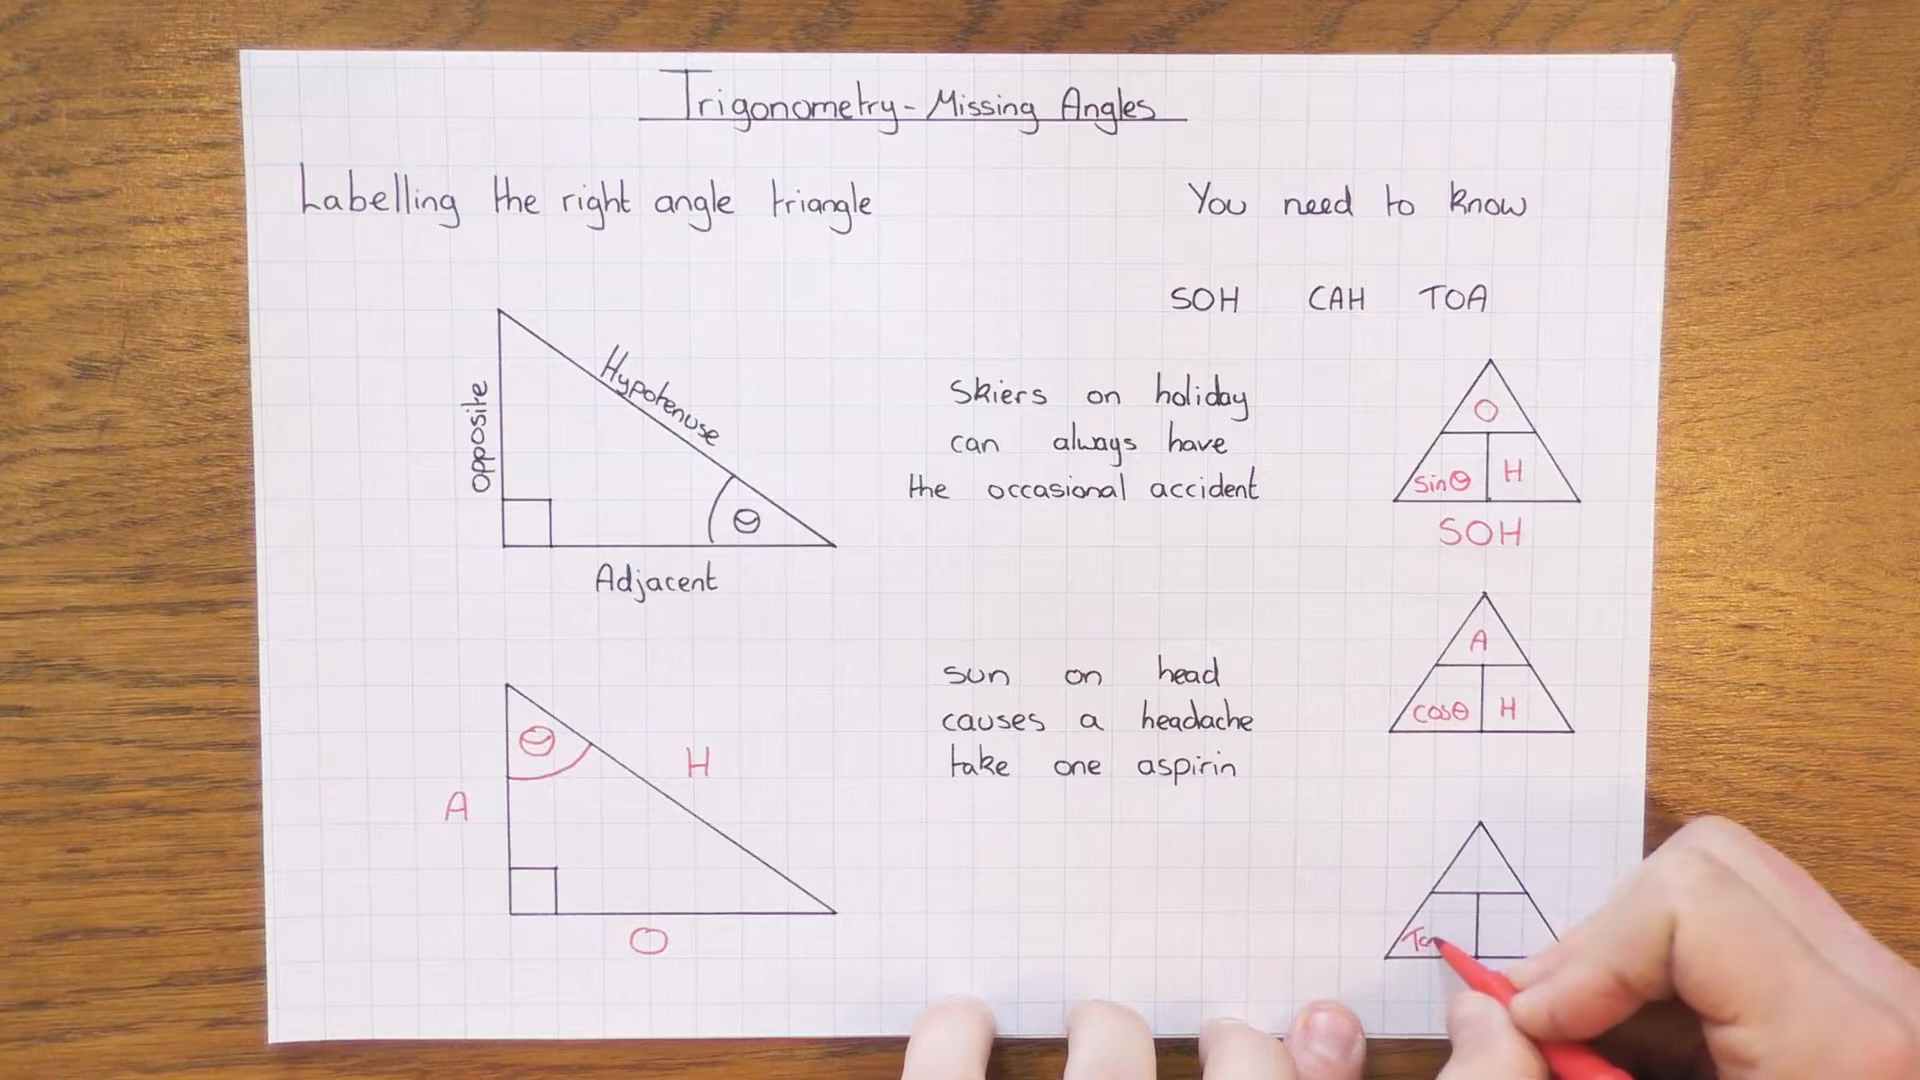 Trigonometry - Missing Angles
Labelling the right angle triangle
You need to know
SOH CAH TOA
Opposite
Hypotenuse
Θ
Adjacent
Skiers on holiday
can always have
the occasional accident
O
sinΘ H
SOH
A
cosΘ H
sun on head
causes a headache
take one aspirin
Θ
H
A
O